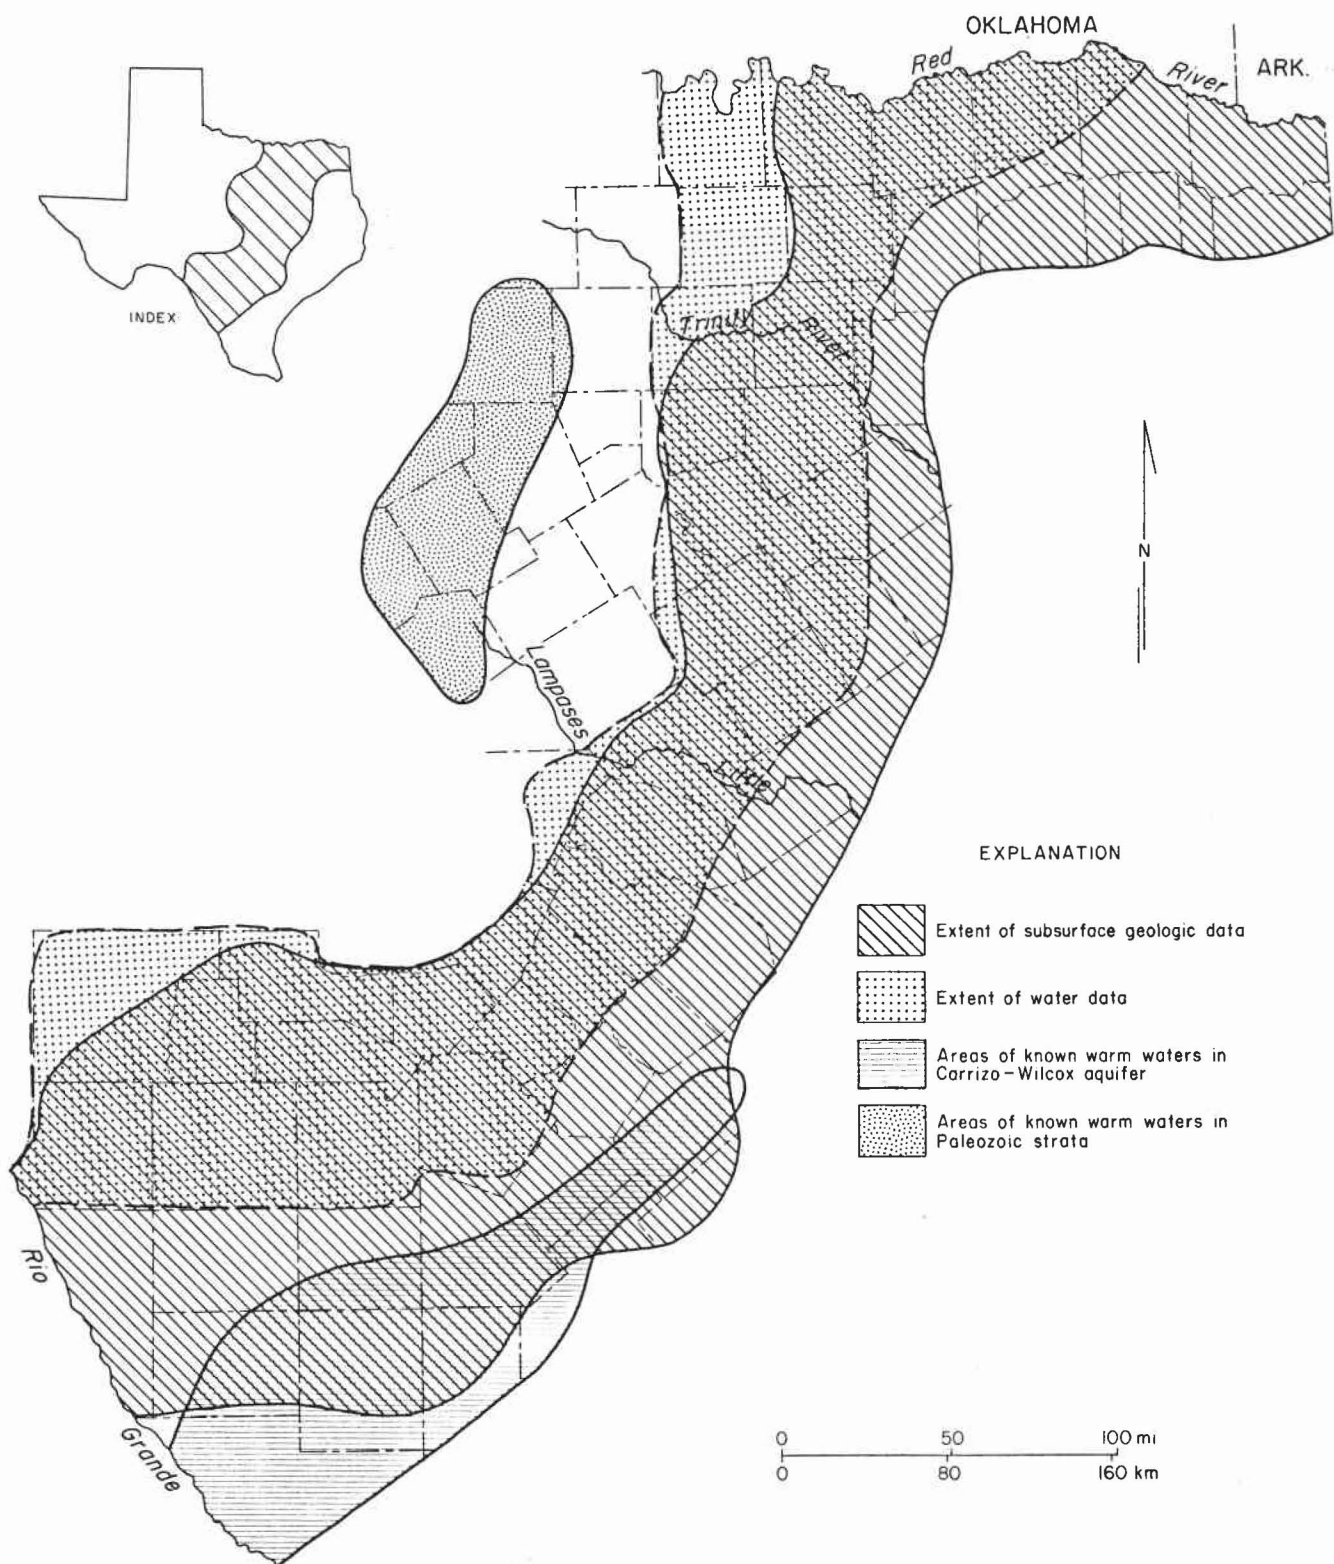 OKLAHOMA
Red
River
ARK.
INDEX
Trinity
River
N
Lampases
Little
EXPLANATION
Extent of subsurface geologic data
Extent of water data
Areas of known warm waters in
Carrizo-Wilcox aquifer
Areas of known warm waters in
Paleozoic strata
Rio
Grande
0 50 100 mi
0 80 160 km